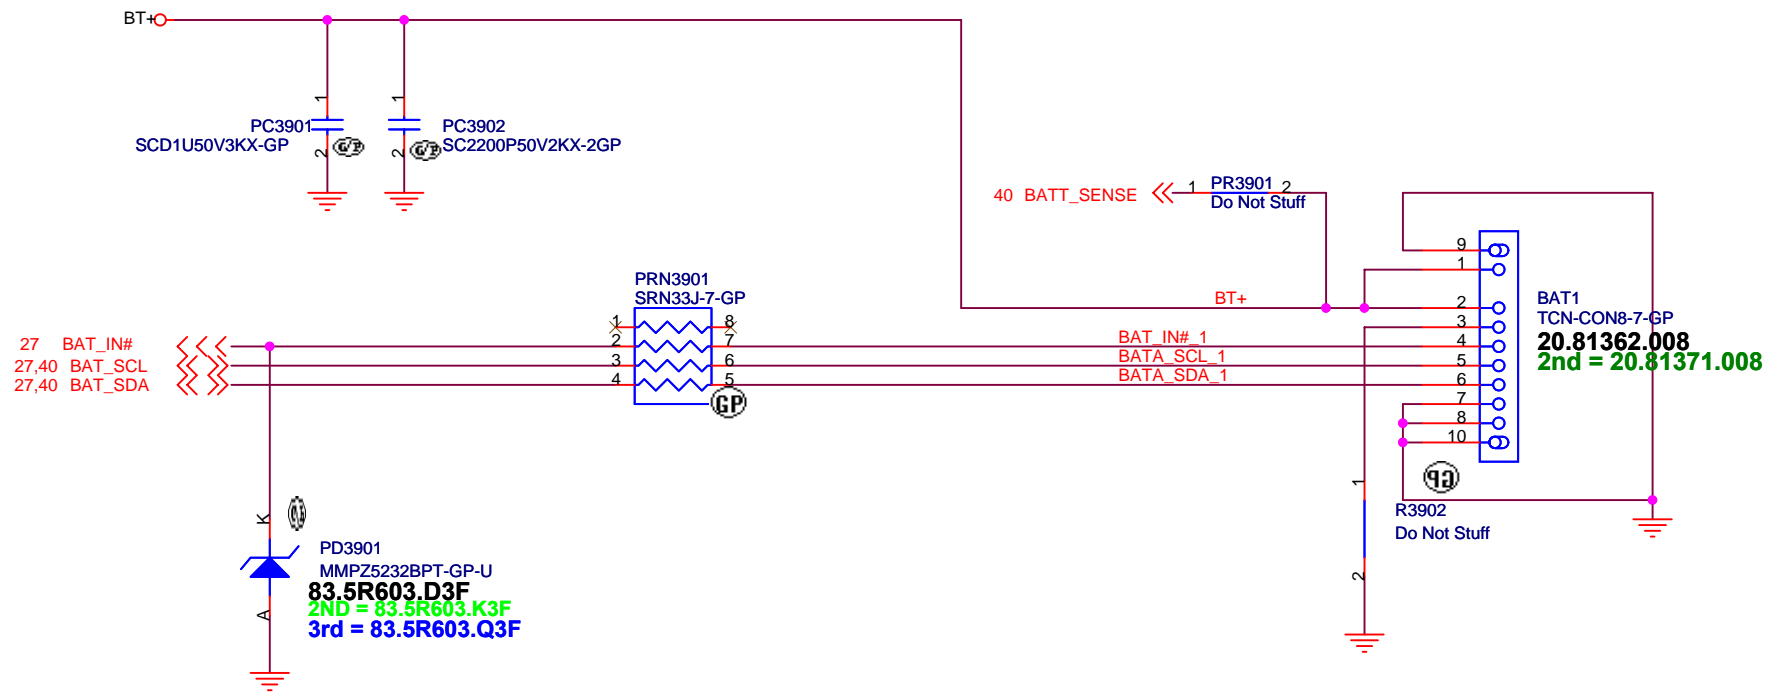 BT+
1
1
PC3901
SCD1U50V3KX-GP
2
G/P
PC3902
SC2200P50V2KX-2GP
2
G/P
40 BATT_SENSE
1
PR3901
2
Do Not Stuff
9
1
BT+
2
3
4
5
6
7
8
10
BAT1
TCN-CON8-7-GP
20.81362.008
2nd = 20.81371.008
PRN3901
SRN33J-7-GP
1
2
3
4
8
7
6
5
GP
27 BAT_IN#
27,40 BAT_SCL
27,40 BAT_SDA
BAT_IN#_1
BATA_SCL_1
BATA_SDA_1
GP
1
R3902
Do Not Stuff
2
K
A
PD3901
MMPZ5232BPT-GP-U
83.5R603.D3F
2ND = 83.5R603.K3F
3rd = 83.5R603.Q3F